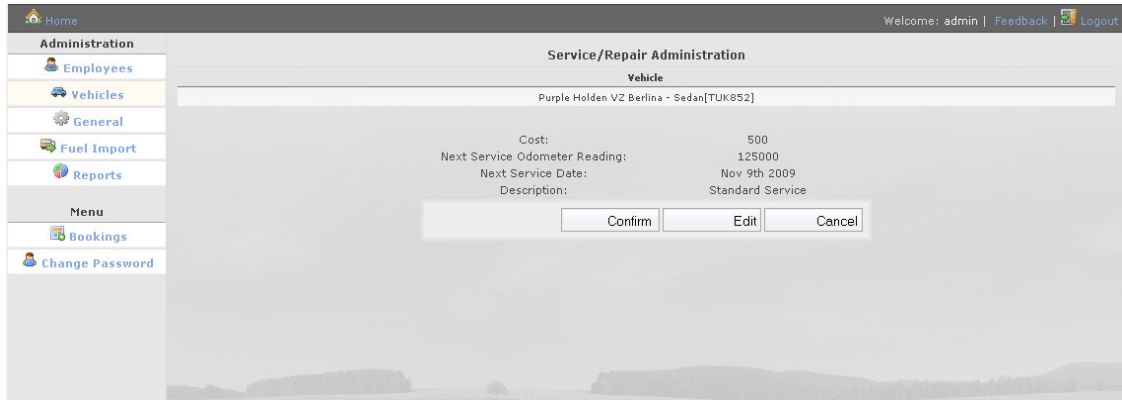 Home
Welcome: admin | Feedback | Logout
Administration
Employees
Vehicles
General
Fuel Import
Reports
Menu
Bookings
Change Password
Service/Repair Administration
Vehicle
Purple Holden VZ Berlina - Sedan[TUK852]
Cost: 500
Next Service Odometer Reading: 125000
Next Service Date: Nov 9th 2009
Description: Standard Service
Confirm Edit Cancel